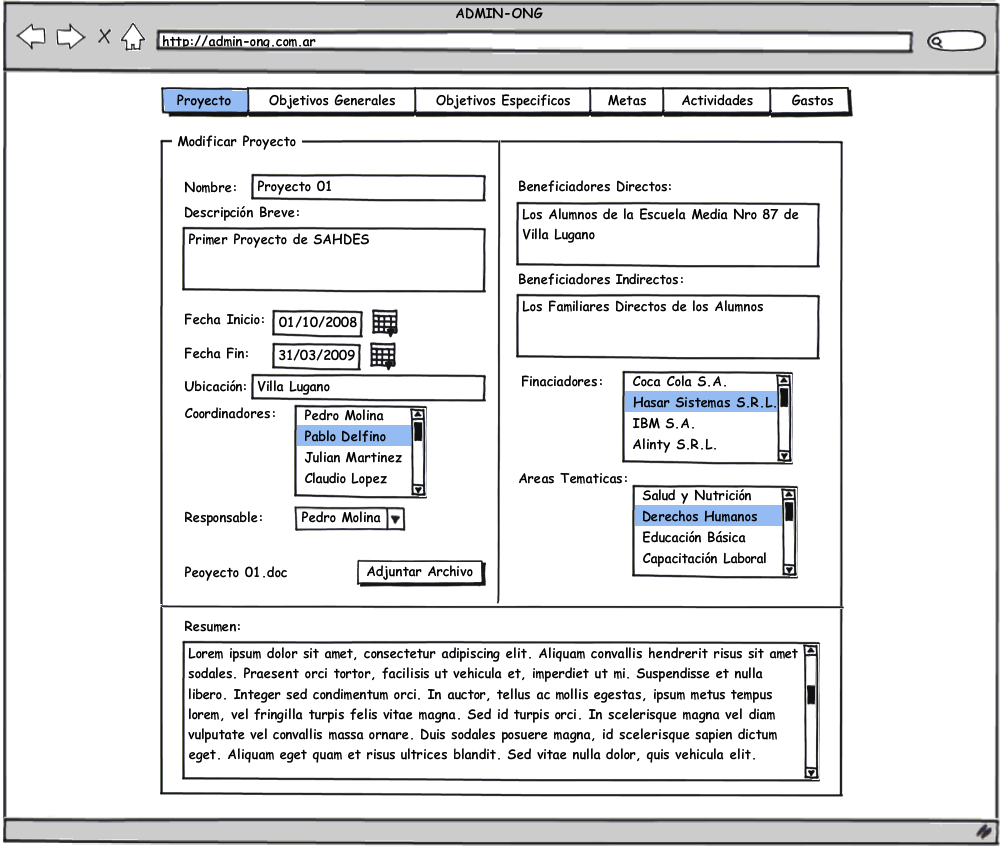 ADMIN-ONG
http://admin-ong.com.ar
Proyecto
Objetivos Generales
Objetivos Especificos
Metas
Actividades
Gastos
Modificar Proyecto
Nombre: Proyecto 01
Descripción Breve:
Primer Proyecto de SAHDES
Fecha Inicio: 01/10/2008
Fecha Fin: 31/03/2009
Ubicación: Villa Lugano
Coordinadores: Pedro Molina
Pablo Delfino
Julian Martinez
Claudio Lopez
Responsable: Pedro Molina
Peoyecto 01.doc Adjuntar Archivo
Beneficiadores Directos:
Los Alumnos de la Escuela Media Nro 87 de
Villa Lugano
Beneficiadores Indirectos:
Los Familiares Directos de los Alumnos
Finaciadores: Coca Cola S.A.
Hasar Sistemas S.R.L.
IBM S.A.
Alinty S.R.L.
Areas Tematicas:
Salud y Nutrición
Derechos Humanos
Educación Básica
Capacitación Laboral
Resumen:
Lorem ipsum dolor sit amet, consectetur adipiscing elit. Aliquam convallis hendrerit risus sit amet
sodales. Praesent orci tortor, facilisis ut vehicula et, imperdiet ut mi. Suspendisse et nulla
libero. Integer sed condimentum orci. In auctor, tellus ac mollis egestas, ipsum metus tempus
lorem, vel fringilla turpis felis vitae magna. Sed id turpis orci. In scelerisque magna vel diam
vulputate vel convallis massa ornare. Duis sodales posuere magna, id scelerisque sapien dictum
eget. Aliquam eget quam et risus ultrices blandit. Sed vitae nulla dolor, quis vehicula elit.